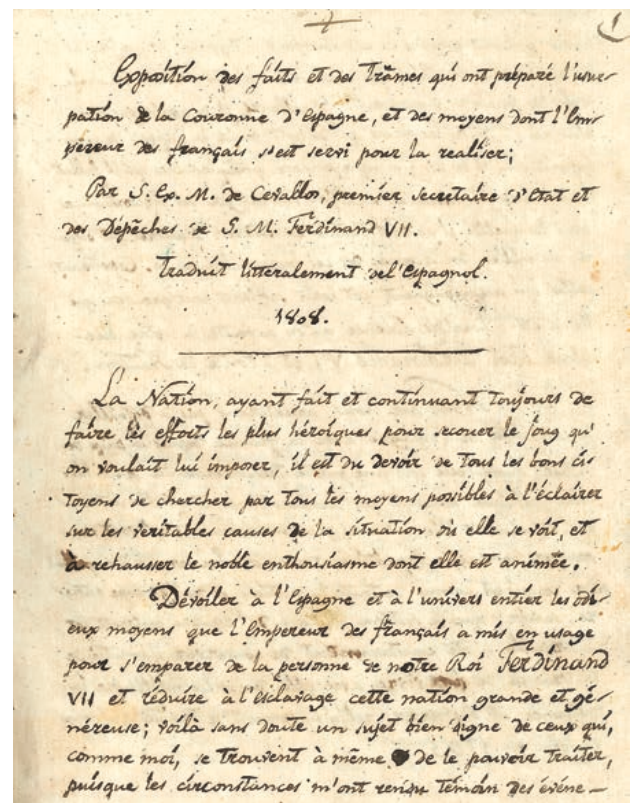 1
Exposition des faits et des trâmes qui ont préparé l'usur-
pation de la Couronne d'Espagne, et des moyens dont l'Em-
pereur des français s'est servi pour la realiser;
Par S. Ex. M. de Cevallos, premier secretaire d'Etat et
des Dépêches de S. M. Ferdinand VII.
Traduit littéralement de l'Espagnol.
1808.
La Nation, ayant fait et continuant toujours de
faire les efforts les plus héroïques pour secouer le joug qu'
on voulait lui imposer, il est du devoir de tous les bons ci-
toyens de chercher par tous les moyens possibles à l'éclairer
sur les veritables causes de la situation où elle se voit, et
à rehausser le noble enthousiasme dont elle est animée.
Dévoiler à l'Espagne et à l'univers entier les odi-
eux moyens que l'Empereur des français a mis en usage
pour s'emparer de la personne de notre Roi Ferdinand
VII et réduire à l'esclavage cette nation grande et gé-
néreuse; voilà sans doute un sujet bien digne de ceux qui,
comme moi, se trouvent à même de le pouvoir traiter,
puisque les circonstances m'ont rendu témoin des événe-